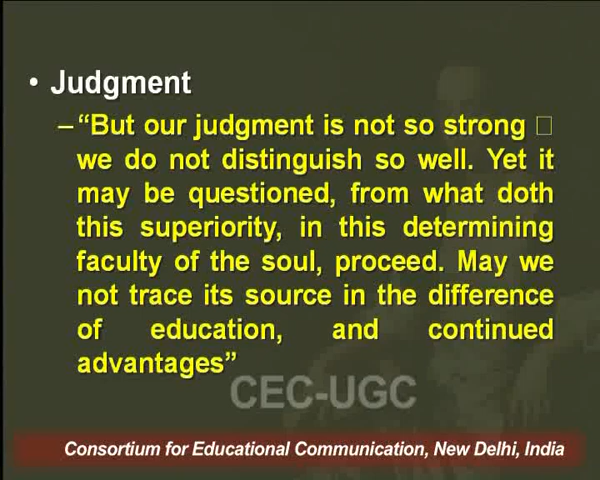 • Judgment
–“But our judgment is not so strong □
we do not distinguish so well. Yet it
may be questioned, from what doth
this superiority, in this determining
faculty of the soul, proceed. May we
not trace its source in the difference
of education, and continued
advantages”
CEC-UGC
Consortium for Educational Communication, New Delhi, India